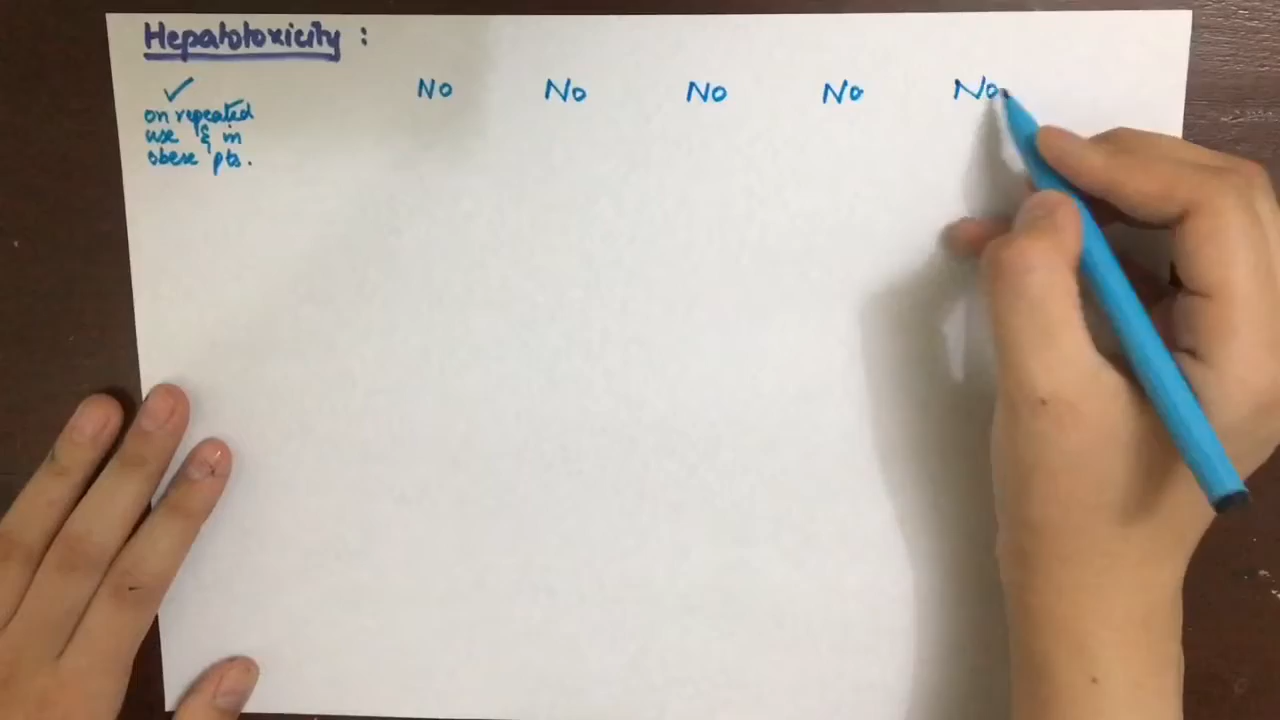 Hepatotoxicity :
✓ No No No No No
on repeated
use & in
obese pts.